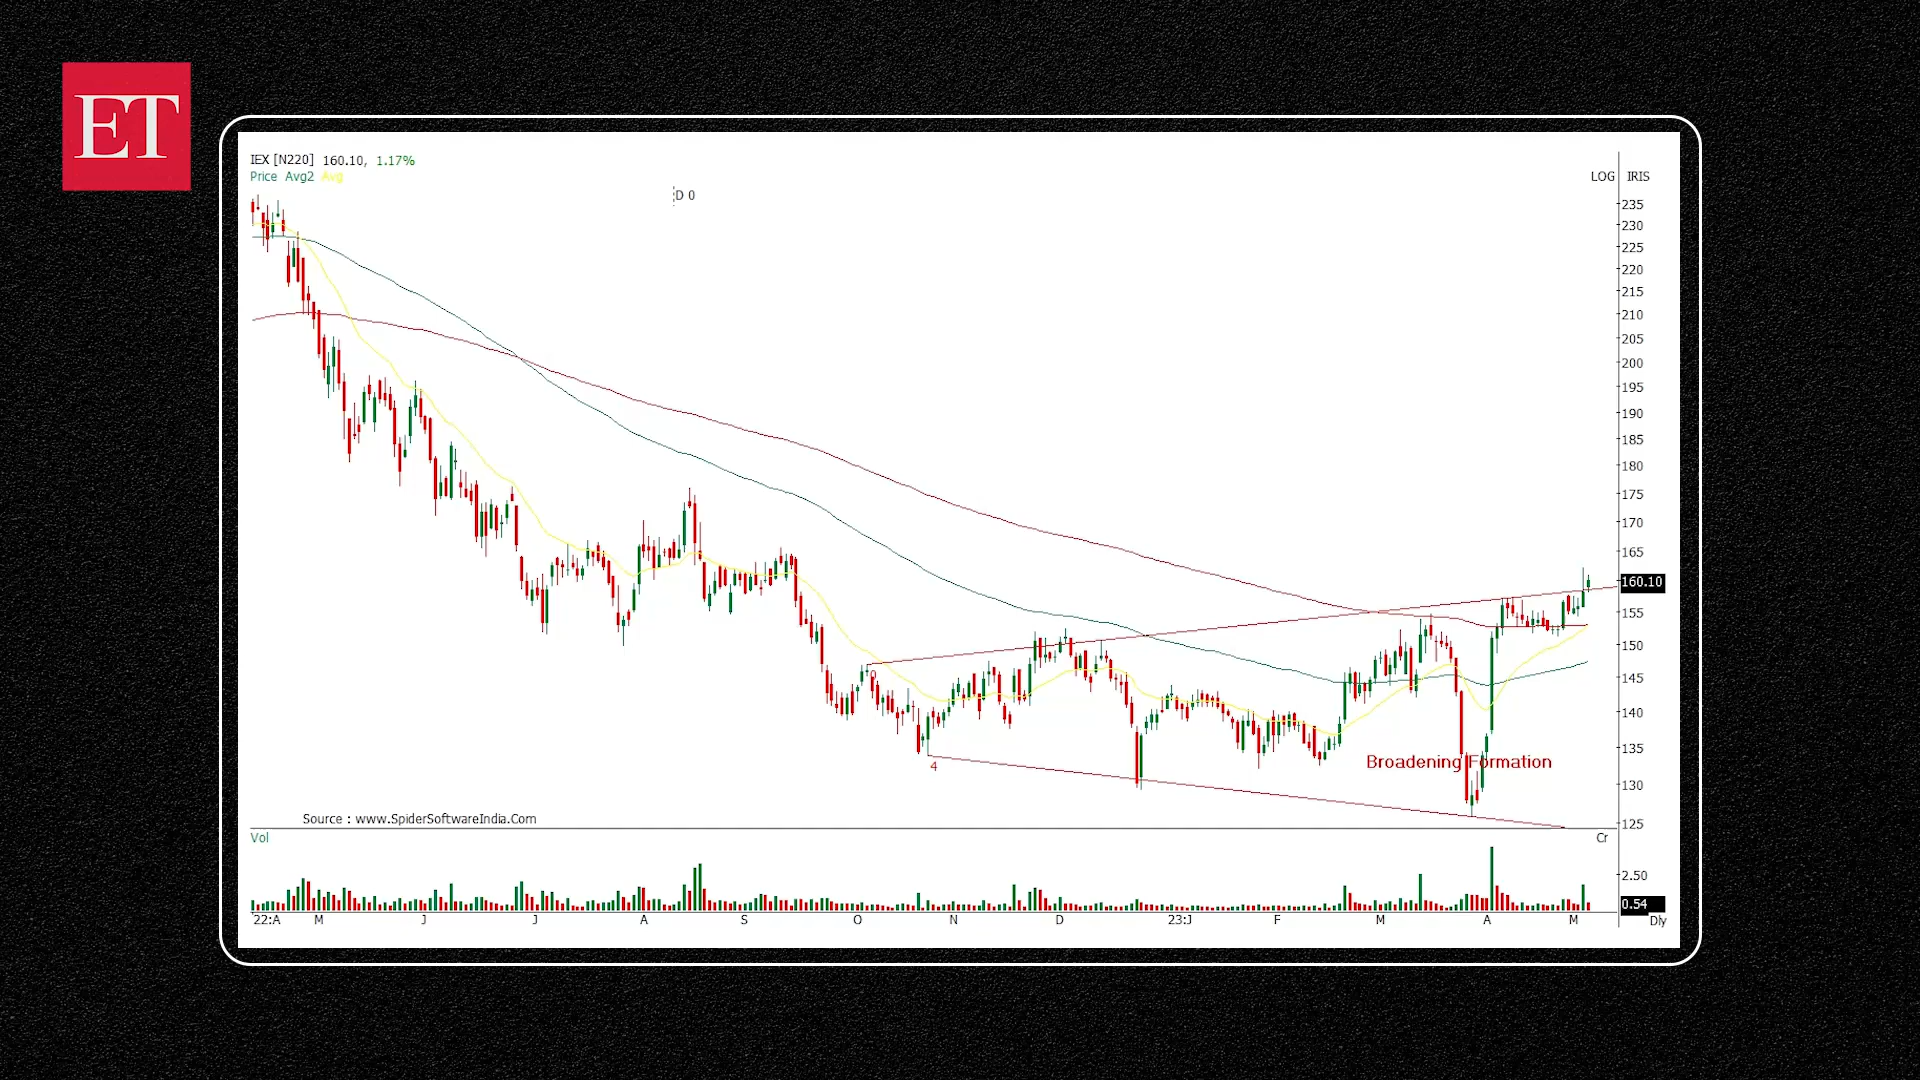 ET
IEX [N220] 160.10, 1.17%
Price Avg2 Avg
D 0
LOG IRIS
235
230
225
220
215
210
205
200
195
190
185
180
175
170
165
160.10
155
150
145
140
135
130
125
0
4
Broadening Formation
Source : www.SpiderSoftwareIndia.Com
Vol
Cr
2.50
0.54
22:A M J J A S O N D 23:J F M A M Dly